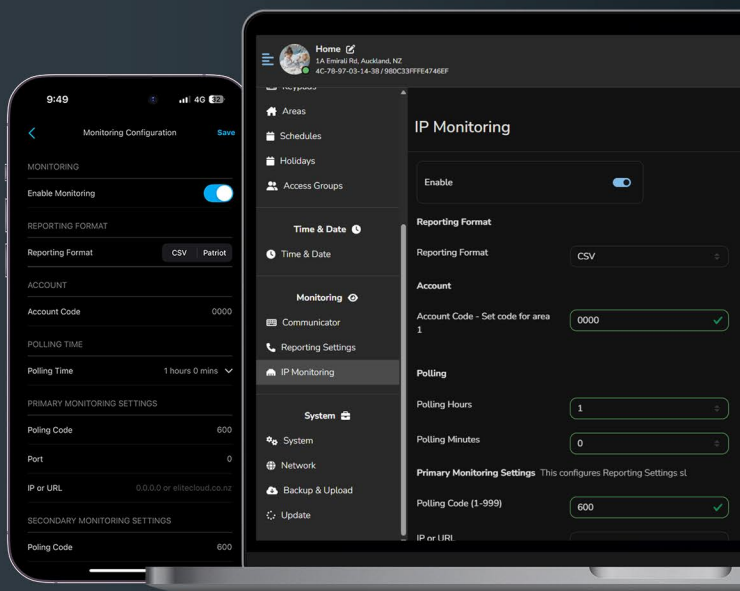 9:49
4G 32
Monitoring Configuration
Save
MONITORING
Enable Monitoring
REPORTING FORMAT
Reporting Format
CSV
Patriot
ACCOUNT
Account Code
0000
POLLING TIME
Polling Time
1 hours 0 mins
PRIMARY MONITORING SETTINGS
Poling Code
600
Port
0
IP or URL
0.0.0.0 or elitecloud.co.nz
SECONDARY MONITORING SETTINGS
Poling Code
600
Home
1A Emirali Rd, Auckland, NZ
4C-78-97-03-14-38 / 980C33FFFE4746EF
Keypads
Areas
Schedules
Holidays
Access Groups
Time & Date
Time & Date
Monitoring
Communicator
Reporting Settings
IP Monitoring
System
System
Network
Backup & Upload
Update
IP Monitoring
Enable
Reporting Format
Reporting Format
CSV
Account
Account Code - Set code for area
1
0000
Polling
Polling Hours
1
Polling Minutes
0
Primary Monitoring Settings This configures Reporting Settings sl
Polling Code (1-999)
600
IP or URL